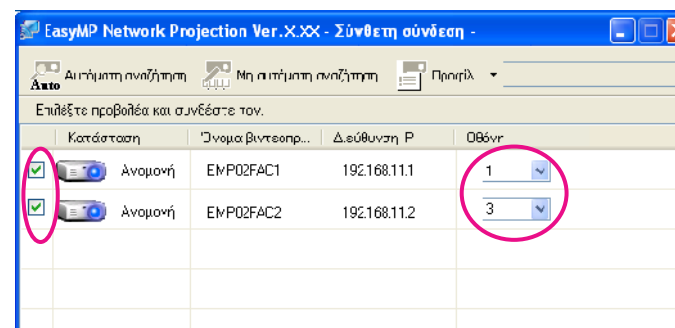 EasyMP Network Projection Ver.X.XX - Σύνθετη σύνδεση -
Auto Αυτόματη αναζήτηση Μη αυτόματη αναζήτηση Προφίλ
Επιλέξτε προβολέα και συνδέστε τον.
Κατάσταση Όνομα βιντεοπρ... Διεύθυνση IP Οθόνη
Αναμονή EMP02FAC1 192.168.11.1 1
Αναμονή EMP02FAC2 192.168.11.2 3